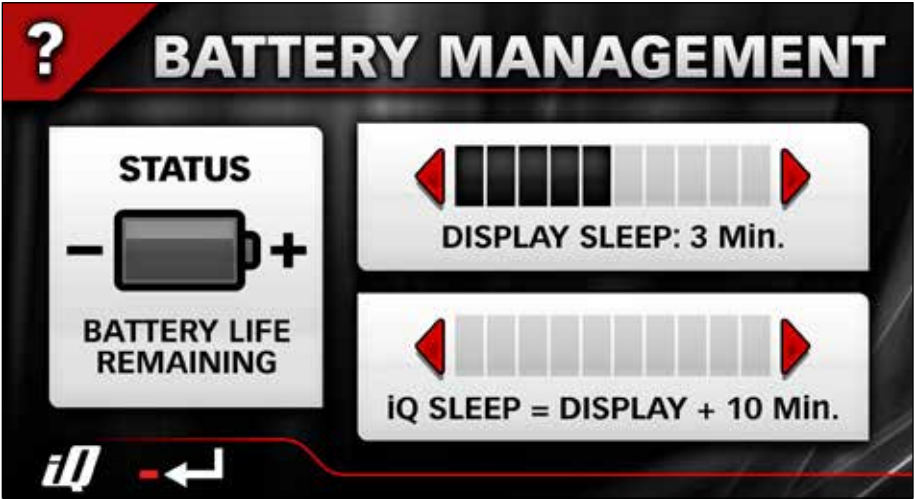 ?
BATTERY MANAGEMENT
STATUS
- +
BATTERY LIFE
REMAINING
DISPLAY SLEEP: 3 Min.
iQ SLEEP = DISPLAY + 10 Min.
iQ